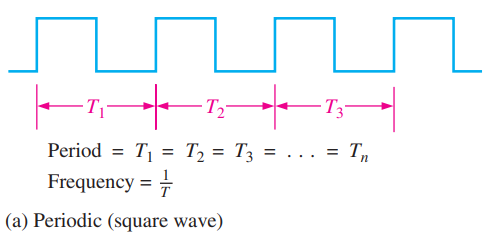 T₁ T₂ T₃
Period = T₁ = T₂ = T₃ = . . . = Tₙ
Frequency = 1/T
(a) Periodic (square wave)